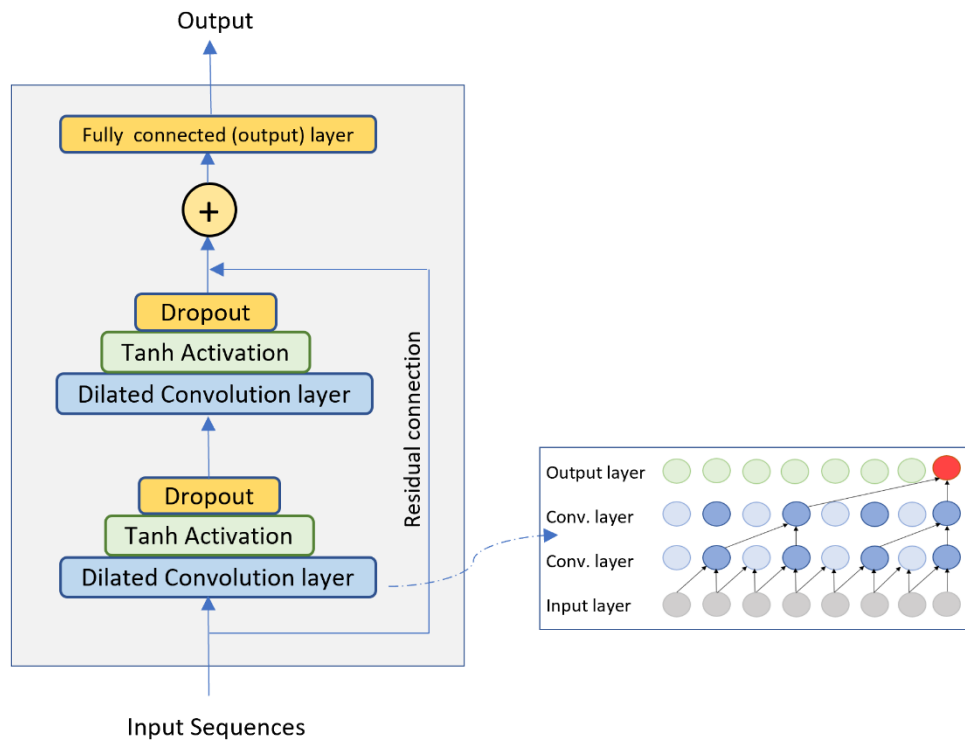 Output
Fully connected (output) layer
+
Dropout
Tanh Activation
Dilated Convolution layer
Residual connection
Dropout
Tanh Activation
Dilated Convolution layer
Input Sequences
Output layer
Conv. layer
Conv. layer
Input layer